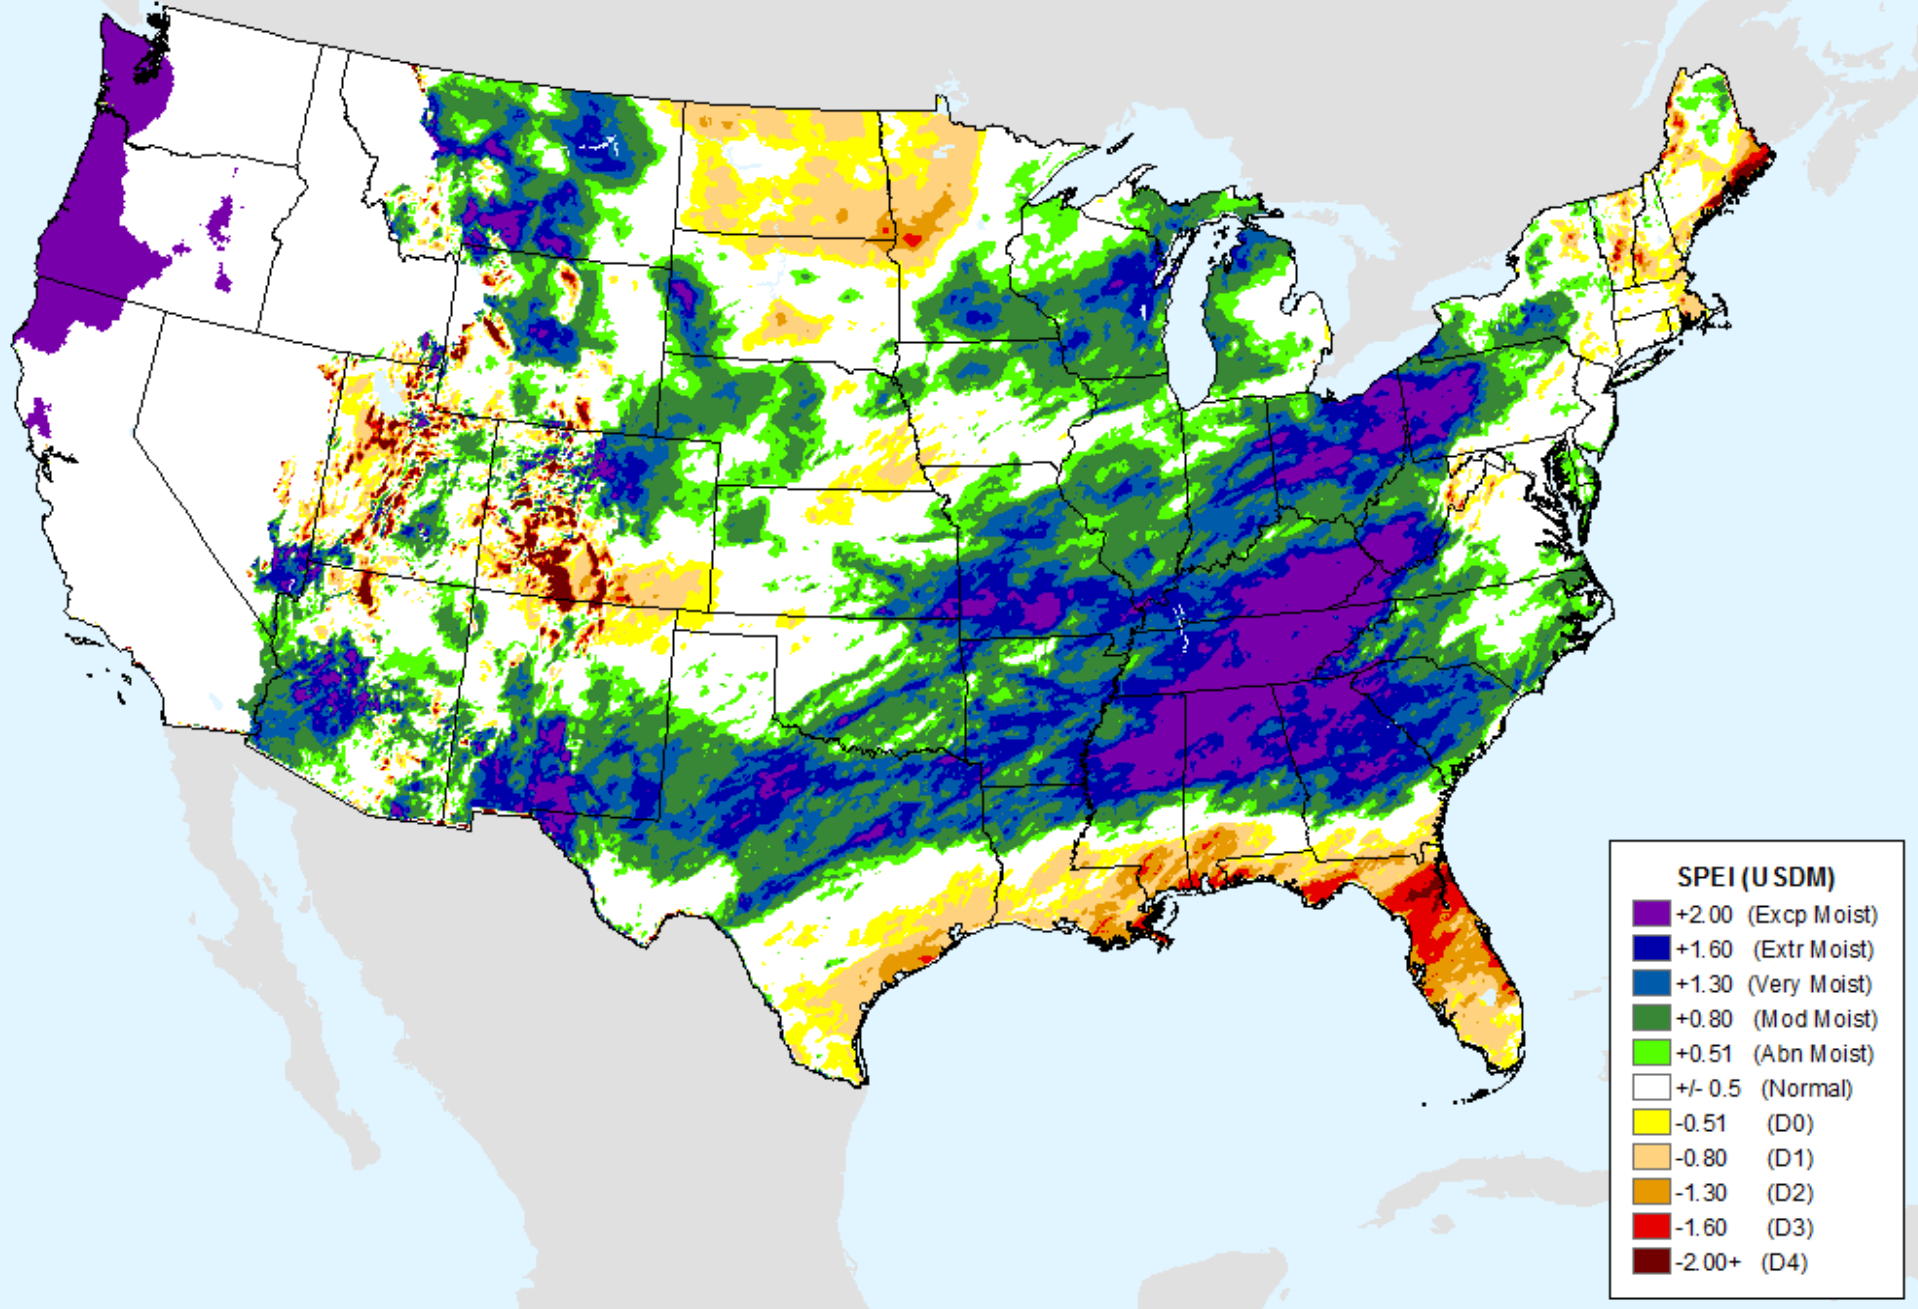 SPEI (USDM)
+2.00 (Excp Moist)
+1.60 (Extr Moist)
+1.30 (Very Moist)
+0.80 (Mod Moist)
+0.51 (Abn Moist)
+/- 0.5 (Normal)
-0.51 (D0)
-0.80 (D1)
-1.30 (D2)
-1.60 (D3)
-2.00+ (D4)